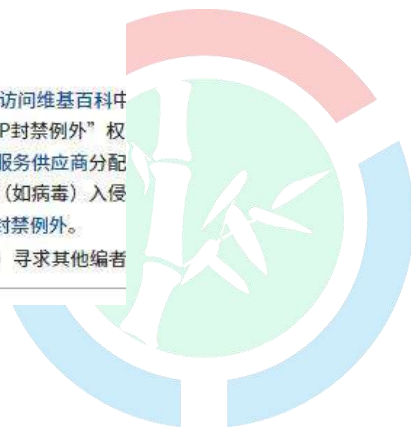 访问维基百科中
P封禁例外”权
服务供应商分配
（如病毒）入侵
封禁例外。
寻求其他编者